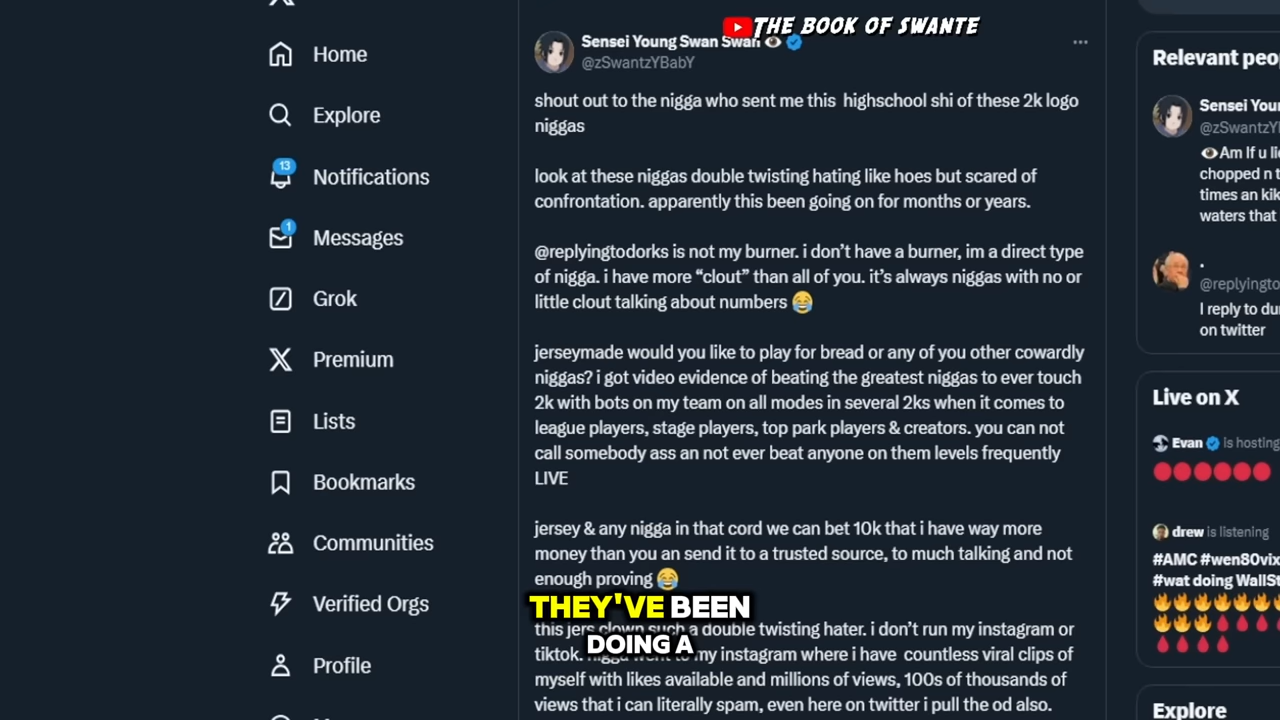 THE BOOK OF SWANTE
Home
Explore
13
Notifications
1
Messages
Grok
Premium
Lists
Bookmarks
Communities
Verified Orgs
Profile
Sensei Young Swan Swan
@zSwantzYBabY
shout out to the nigga who sent me this highschool shi of these 2k logo
niggas
look at these niggas double twisting hating like hoes but scared of
confrontation. apparently this been going on for months or years.
@replyingtodorks is not my burner. i don’t have a burner, im a direct type
of nigga. i have more “clout” than all of you. it’s always niggas with no or
little clout talking about numbers 😂
jerseymade would you like to play for bread or any of you other cowardly
niggas? i got video evidence of beating the greatest niggas to ever touch
2k with bots on my team on all modes in several 2ks when it comes to
league players, stage players, top park players & creators. you can not
call somebody ass an not ever beat anyone on them levels frequently
LIVE
jersey & any nigga in that cord we can bet 10k that i have way more
money than you an send it to a trusted source, to much talking and not
enough proving 😂
THEY'VE BEEN
DOING A
this jers clown such a double twisting hater. i don’t run my instagram or
tiktok. nigga went to my instagram where i have countless viral clips of
myself with likes available and millions of views, 100s of thousands of
views that i can literally spam, even here on twitter i pull the od also.
Relevant peo
Sensei You
@zSwantzY
👁Am If u li
chopped n t
times an kik
waters that
.
@replyingto
I reply to du
on twitter
Live on X
Evan is hosting
drew is listening
#AMC #wen80vix
#wat doing WallSt
Explore